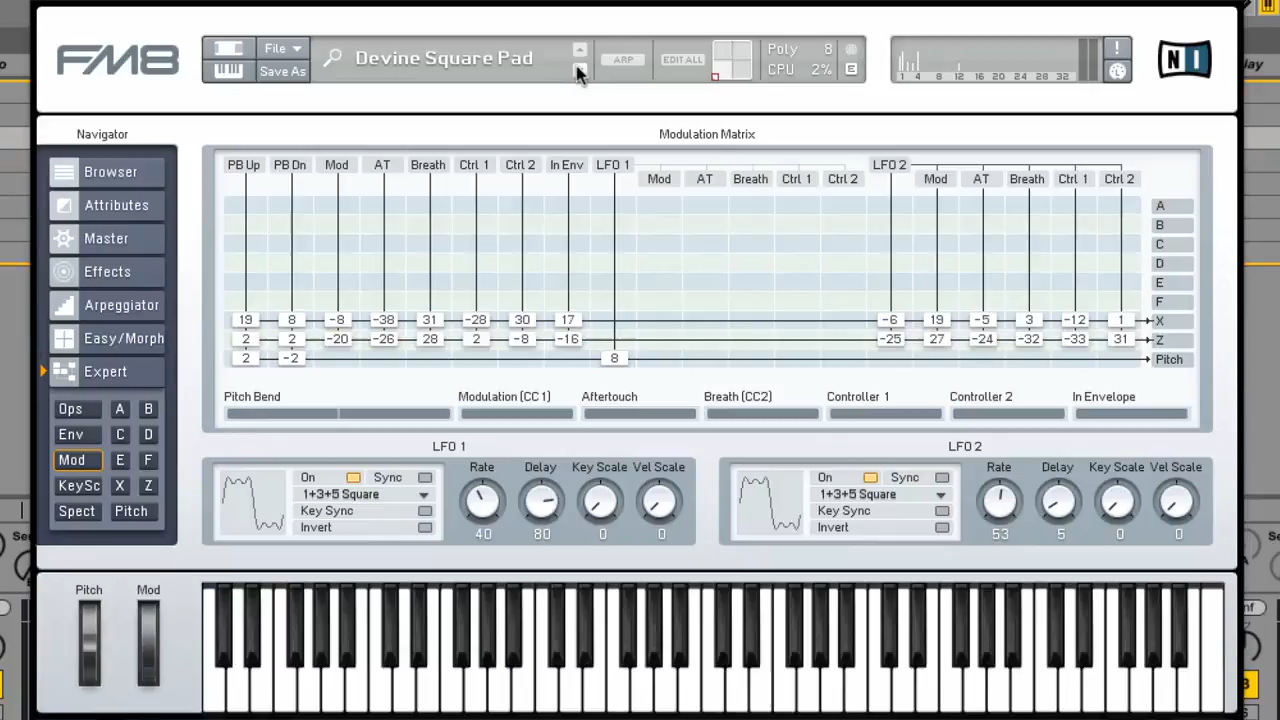 FM8
File
Save As
Devine Square Pad
ARP
EDIT ALL
Poly 8
CPU 2%
1 4 8 12 16 20 24 28 32
!
NI
Navigator
Browser
Attributes
Master
Effects
Arpeggiator
Easy/Morph
Expert
Ops A B
Env C D
Mod E F
KeySc X Z
Spect Pitch
Modulation Matrix
PB Up PB Dn Mod AT Breath Ctrl 1 Ctrl 2 In Env LFO 1 LFO 2
Mod AT Breath Ctrl 1 Ctrl 2 Mod AT Breath Ctrl 1 Ctrl 2
A
B
C
D
E
F
19 8 -8 -38 31 -28 30 17 -6 19 -5 3 -12 1 X
2 2 -20 -26 28 2 -8 -16 -25 27 -24 -32 -33 31 Z
2 -2 8 Pitch
Pitch Bend Modulation (CC1) Aftertouch Breath (CC2) Controller 1 Controller 2 In Envelope
LFO 1
On Sync
1+3+5 Square
Key Sync
Invert
Rate Delay Key Scale Vel Scale
40 80 0 0
LFO 2
On Sync
1+3+5 Square
Key Sync
Invert
Rate Delay Key Scale Vel Scale
53 5 0 0
Pitch Mod